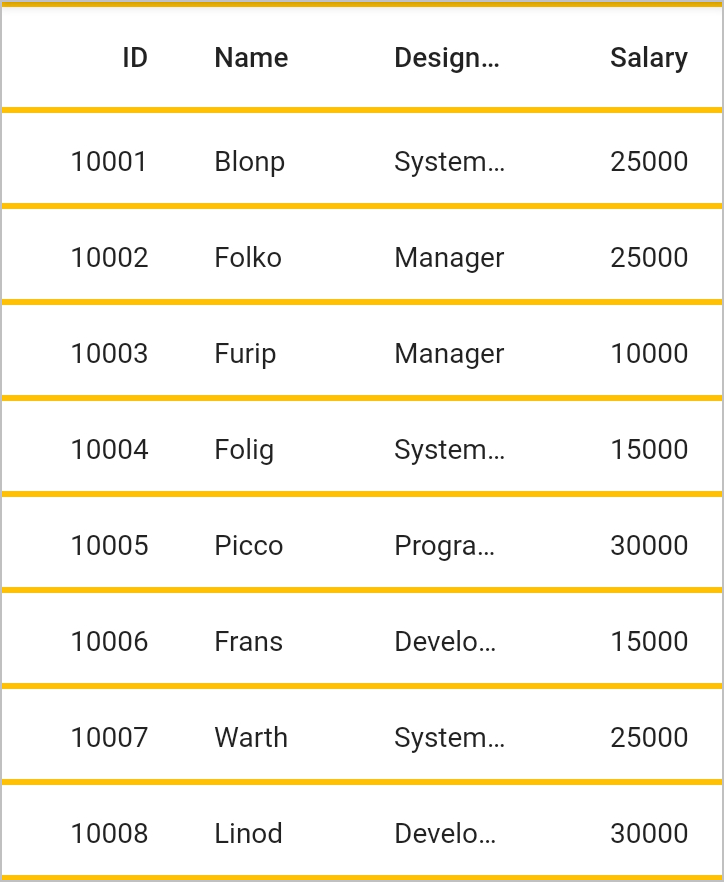 ID Name Design… Salary
10001 Blonp System… 25000
10002 Folko Manager 25000
10003 Furip Manager 10000
10004 Folig System… 15000
10005 Picco Progra… 30000
10006 Frans Develo… 15000
10007 Warth System… 25000
10008 Linod Develo… 30000